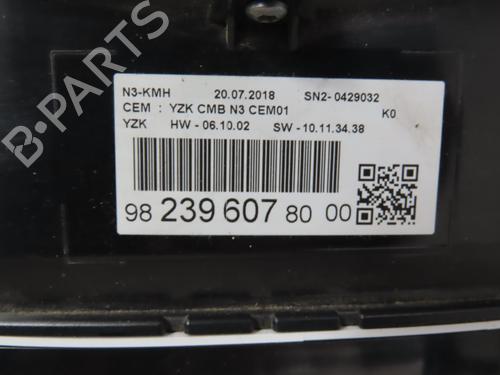 B PARTS
N3-KMH 20.07.2018 SN2- 0429032
CEM : YZK CMB N3 CEM01 K0
YZK HW - 06.10.02 SW - 10.11.34.38
98 239 607 80 00